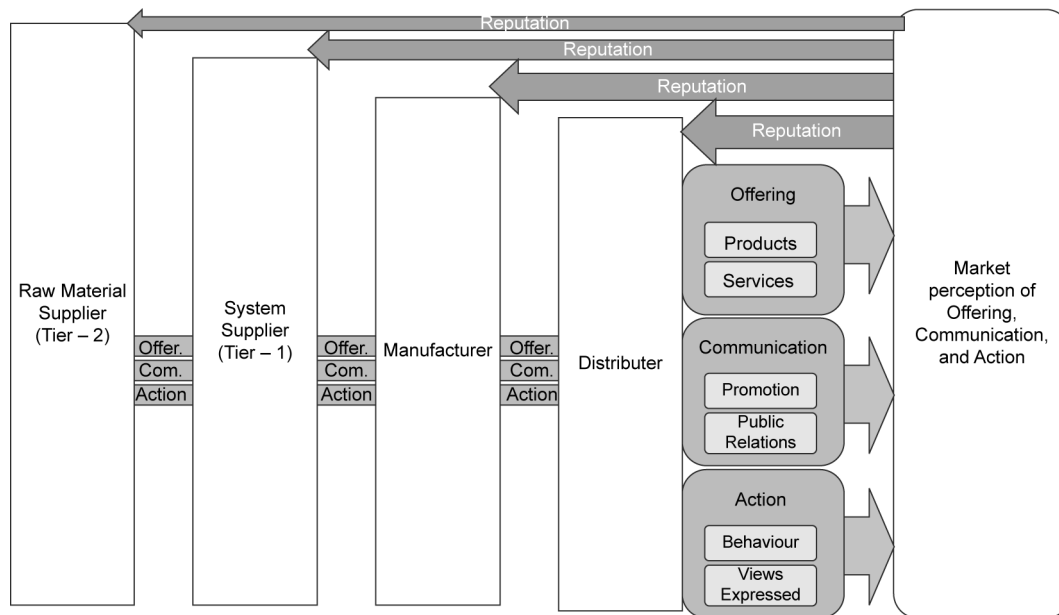 Reputation
Reputation
Reputation
Reputation
Raw Material
Supplier
(Tier – 2)
Offer.
Com.
Action
System
Supplier
(Tier – 1)
Offer.
Com.
Action
Manufacturer
Offer.
Com.
Action
Distributer
Offering
Products
Services
Communication
Promotion
Public
Relations
Action
Behaviour
Views
Expressed
Market
perception of
Offering,
Communication,
and Action